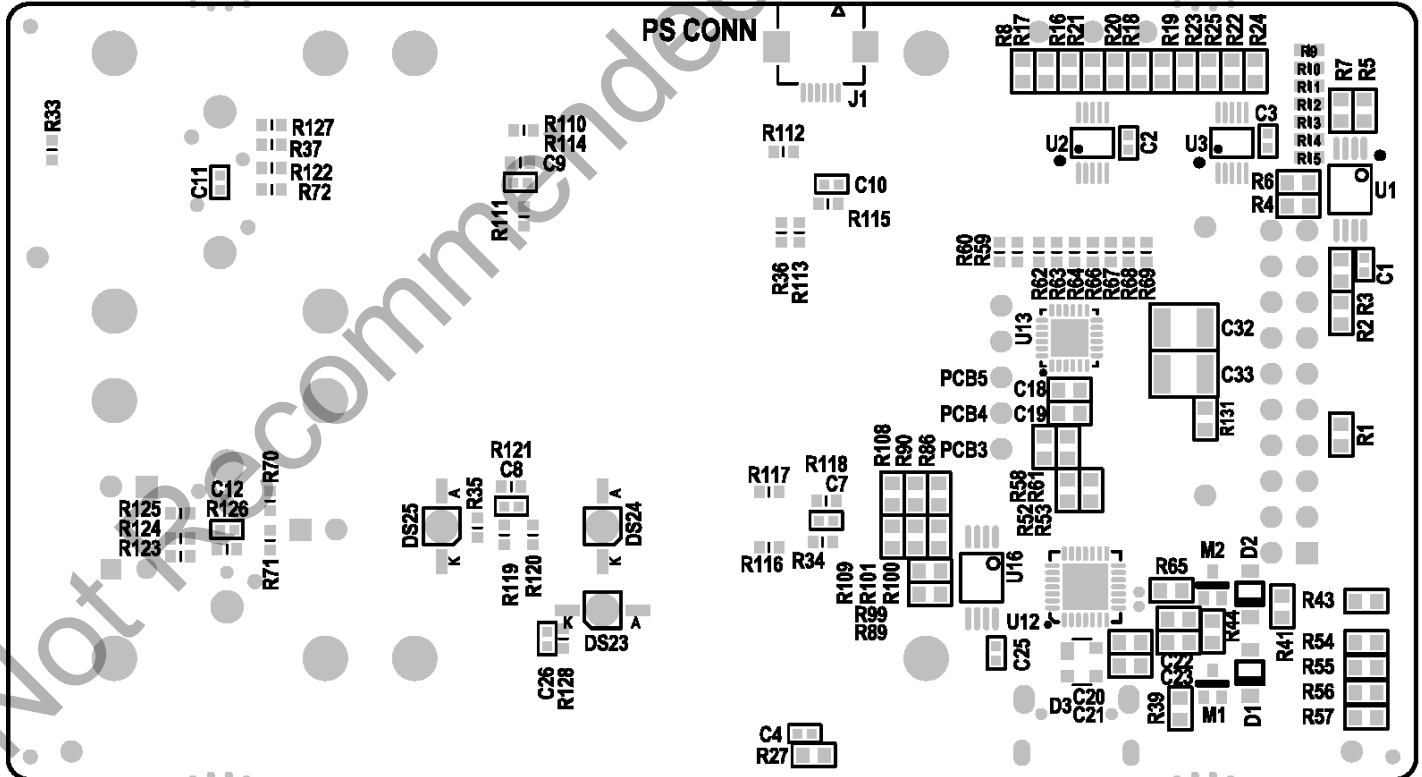 PS CONN
J1
R8
R17
R16
R21
R20
R18
R19
R23
R25
R22
R24
R9
R10
R11
R12
R13
R14
R15
R7
R5
R33
R127
R37
R122
R72
C11
R110
R114
C9
R111
R112
C10
R115
R36
R113
U2
C2
U3
C3
R6
R4
U1
R60
R59
R62
R63
R64
R66
R67
R68
R69
C1
R3
R2
U13
C32
C33
PCB5
PCB4
PCB3
C18
C19
R131
R1
R108
R90
R86
R58
R61
R52
R53
R70
C12
R126
R125
R124
R123
R71
R121
C8
R35
DS25
A
K
DS24
A
K
R119
R120
DS23
K
A
C26
R128
R117
R118
C7
R116
R34
R109
R101
R100
R99
R89
U16
U12
C25
R65
M2
D2
R44
R41
C22
C23
C20
C21
D3
R39
M1
D1
R43
R54
R55
R56
R57
C4
R27
Not Recommended